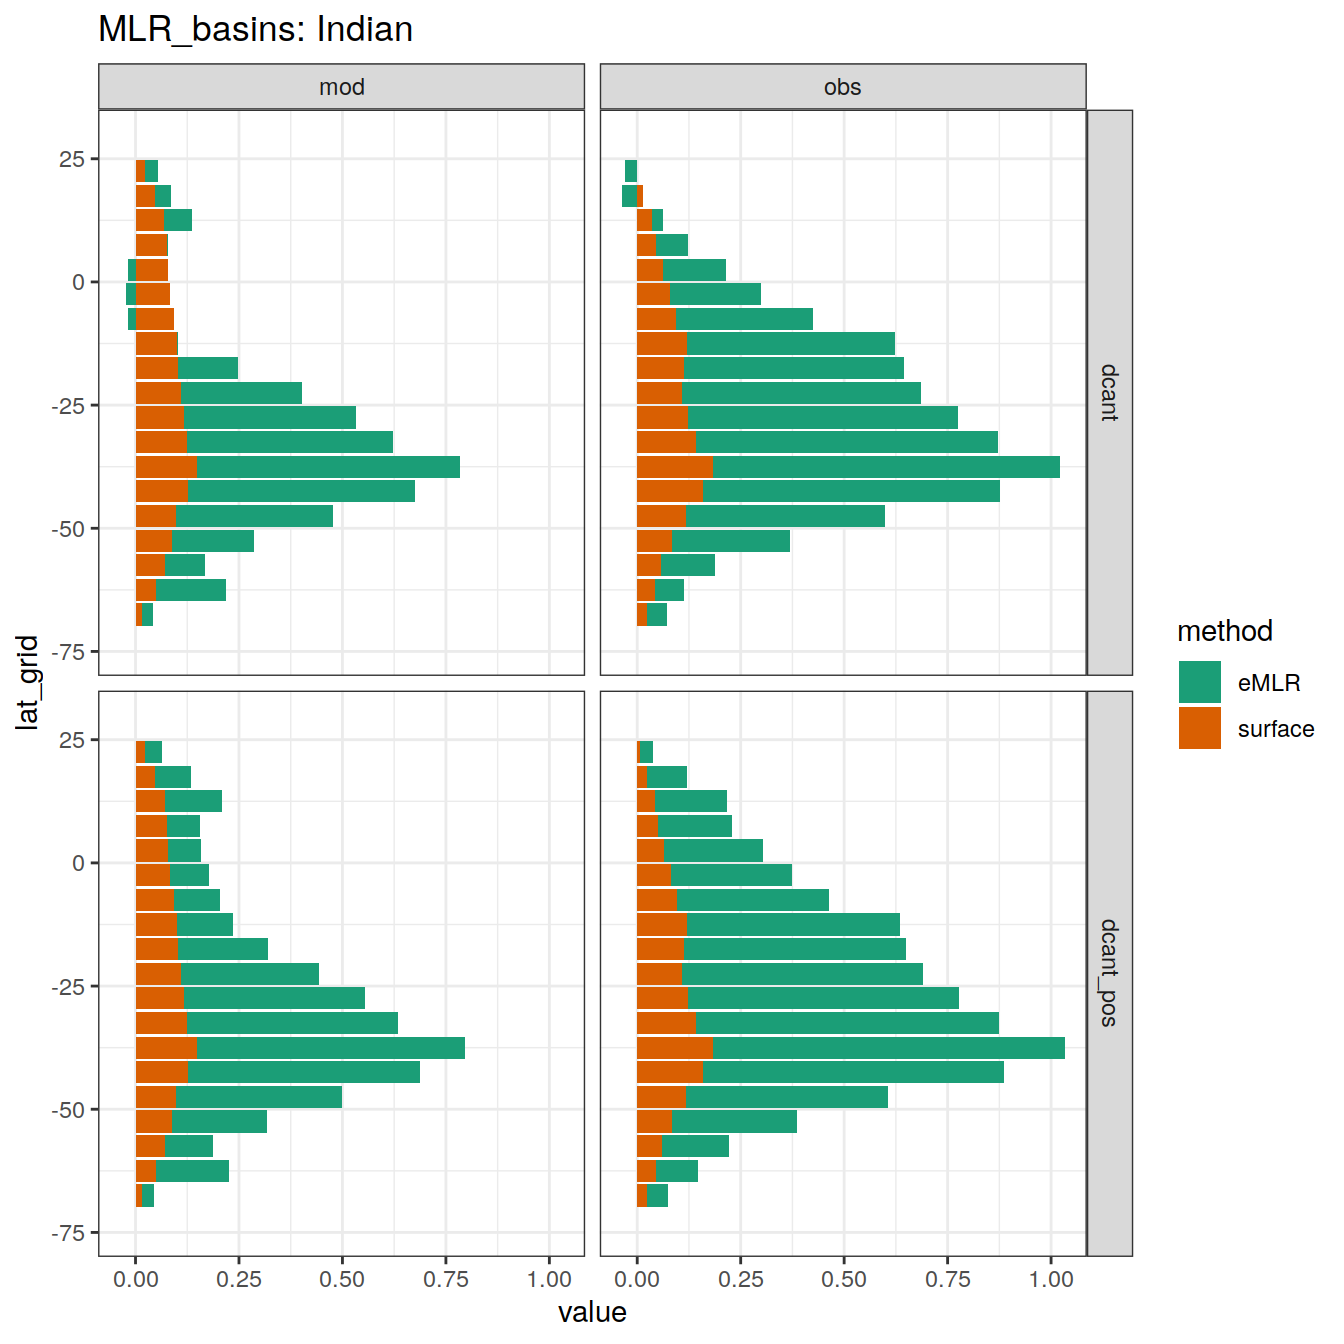 MLR_basins: Indian
mod
obs
25
0
-25
-50
-75
dcant
25
0
-25
-50
-75
dcant_pos
lat_grid
0.00 0.25 0.50 0.75 1.00
0.00 0.25 0.50 0.75 1.00
value
method
eMLR
surface